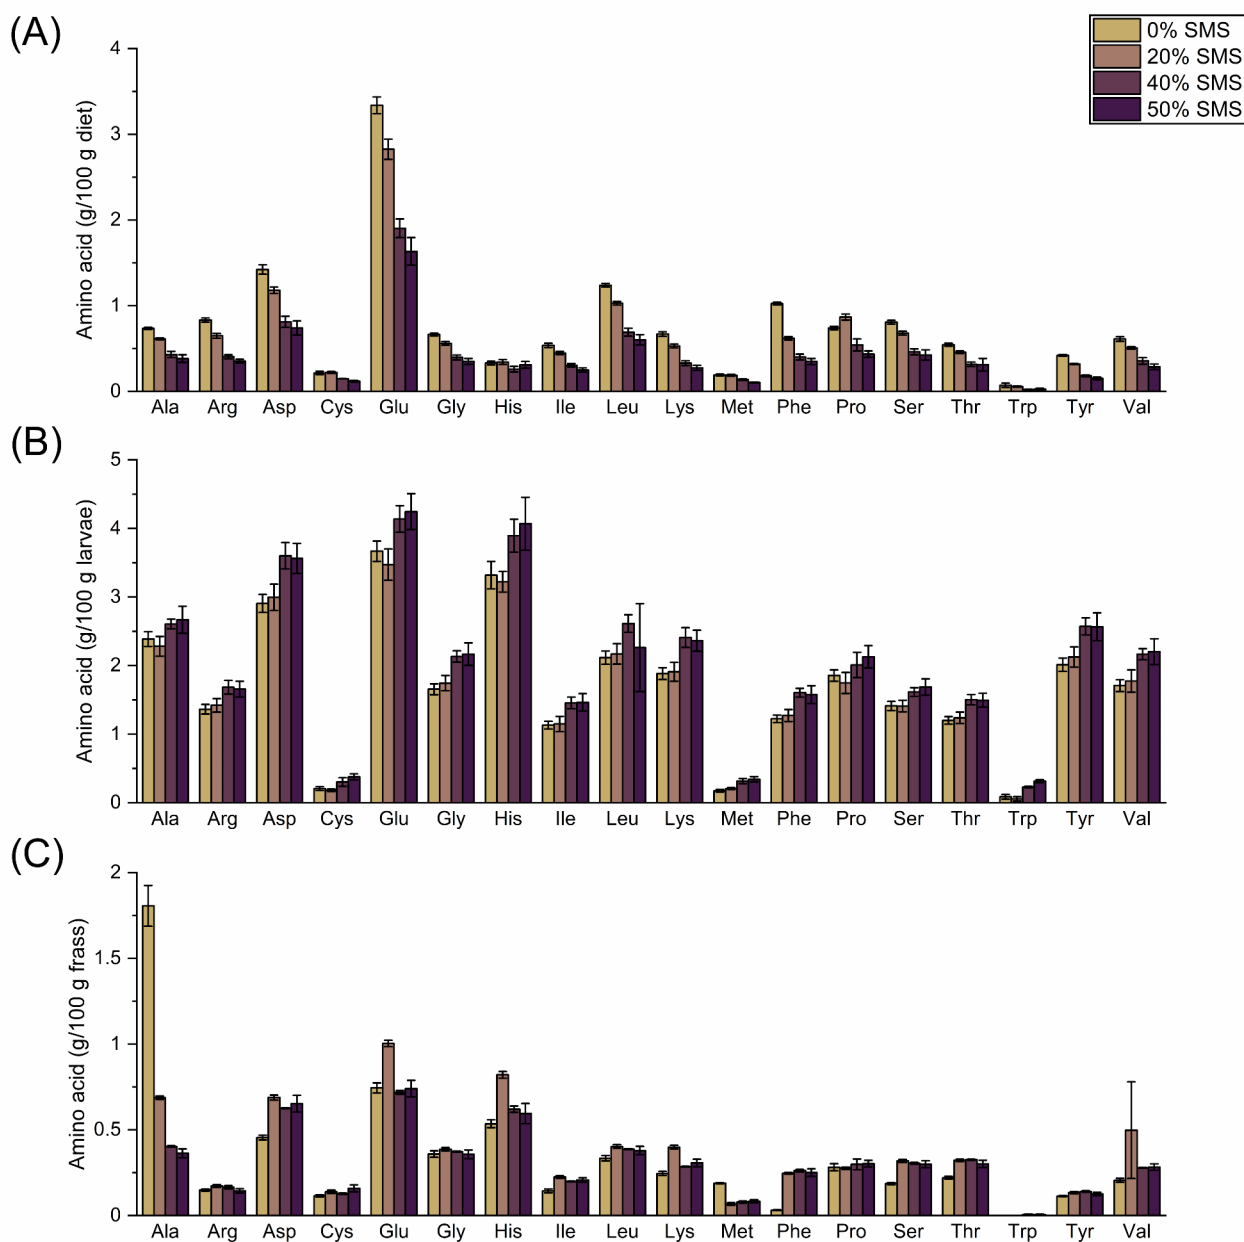 (A)
0% SMS
20% SMS
40% SMS
50% SMS
Amino acid (g/100 g diet)
4
3
2
1
0
Ala Arg Asp Cys Glu Gly His Ile Leu Lys Met Phe Pro Ser Thr Trp Tyr Val
(B)
Amino acid (g/100 g larvae)
5
4
3
2
1
0
Ala Arg Asp Cys Glu Gly His Ile Leu Lys Met Phe Pro Ser Thr Trp Tyr Val
(C)
Amino acid (g/100 g frass)
2
1.5
1
0.5
0
Ala Arg Asp Cys Glu Gly His Ile Leu Lys Met Phe Pro Ser Thr Trp Tyr Val